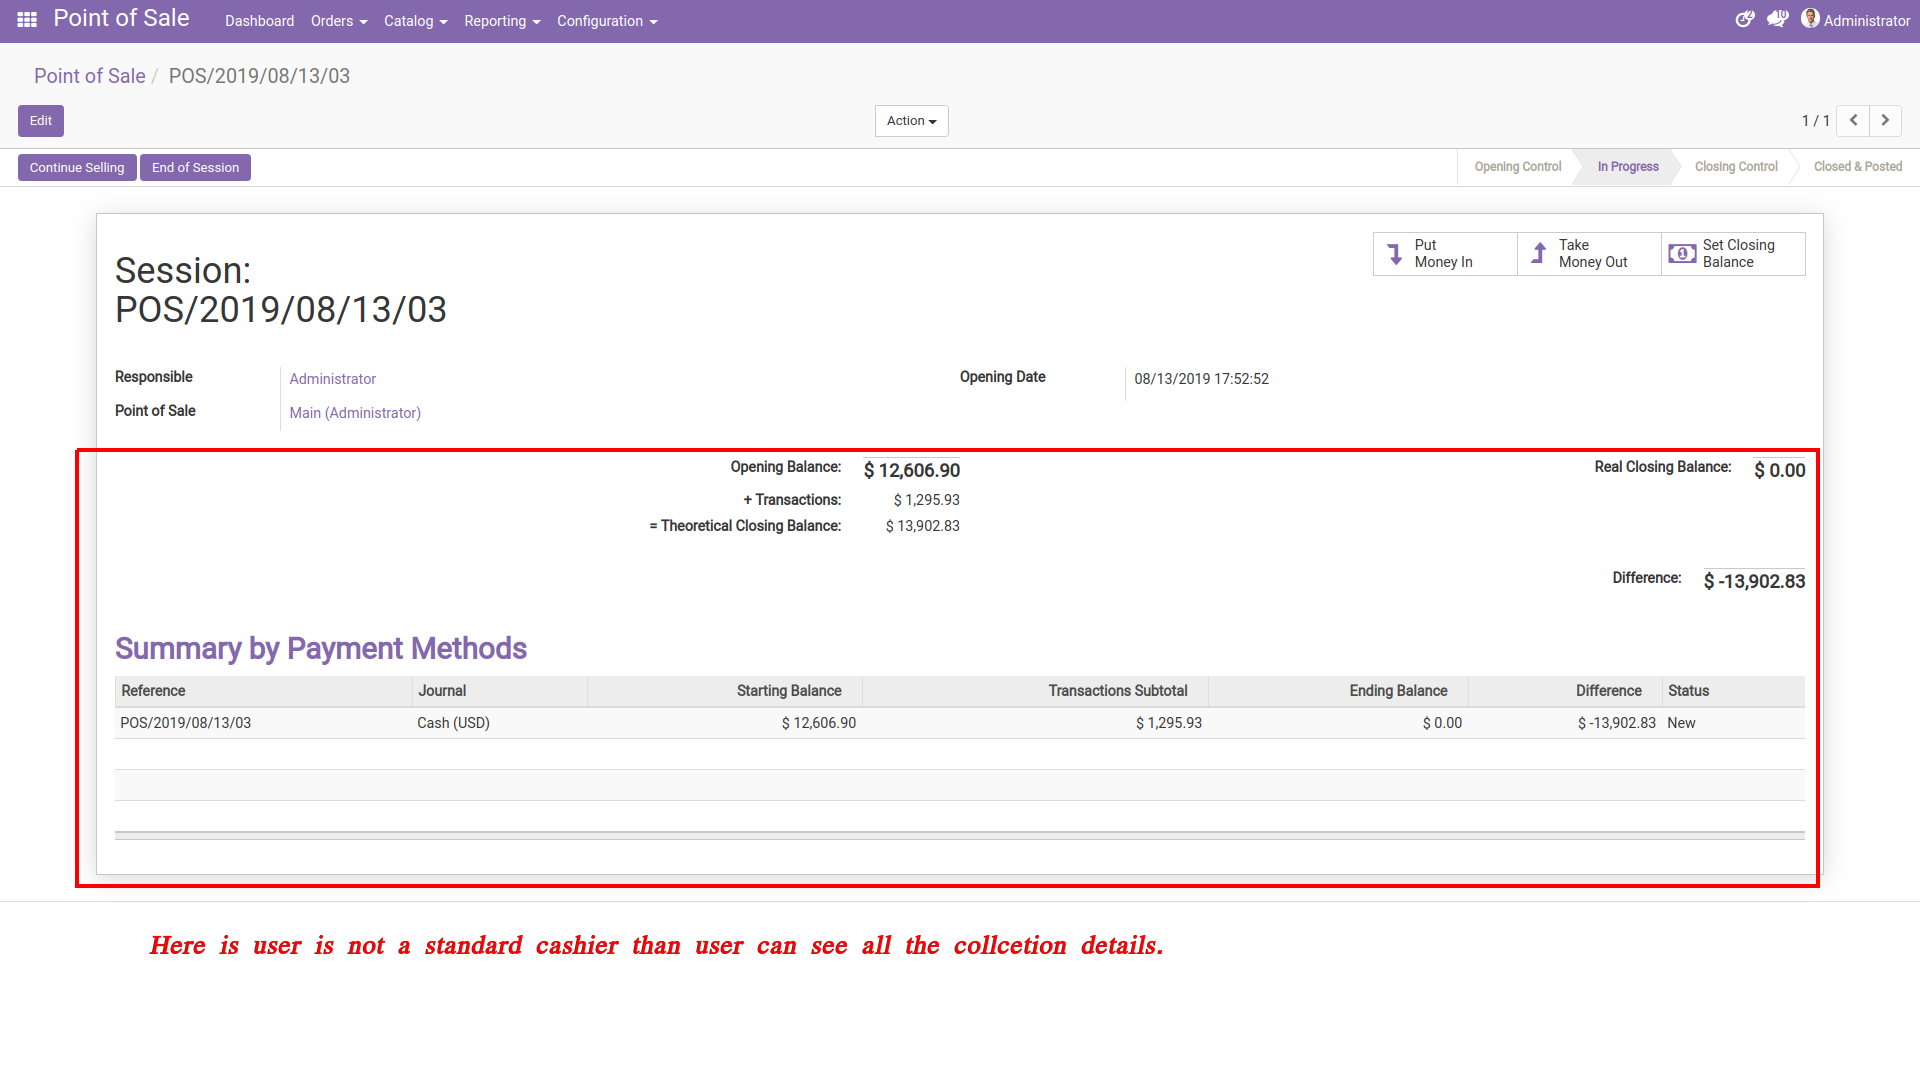 Point of Sale Dashboard Orders Catalog Reporting Configuration 2 10 Administrator
Point of Sale / POS/2019/08/13/03
Edit Action 1 / 1
Continue Selling End of Session Opening Control In Progress Closing Control Closed & Posted
Put Money In Take Money Out Set Closing Balance
Session:
POS/2019/08/13/03
Responsible Administrator Opening Date 08/13/2019 17:52:52
Point of Sale Main (Administrator)
Opening Balance: $ 12,606.90 Real Closing Balance: $ 0.00
+ Transactions: $ 1,295.93
= Theoretical Closing Balance: $ 13,902.83
Difference: $ -13,902.83
Summary by Payment Methods
Reference Journal Starting Balance Transactions Subtotal Ending Balance Difference Status
POS/2019/08/13/03 Cash (USD) $ 12,606.90 $ 1,295.93 $ 0.00 $ -13,902.83 New
Here is user is not a standard cashier than user can see all the collcetion details.